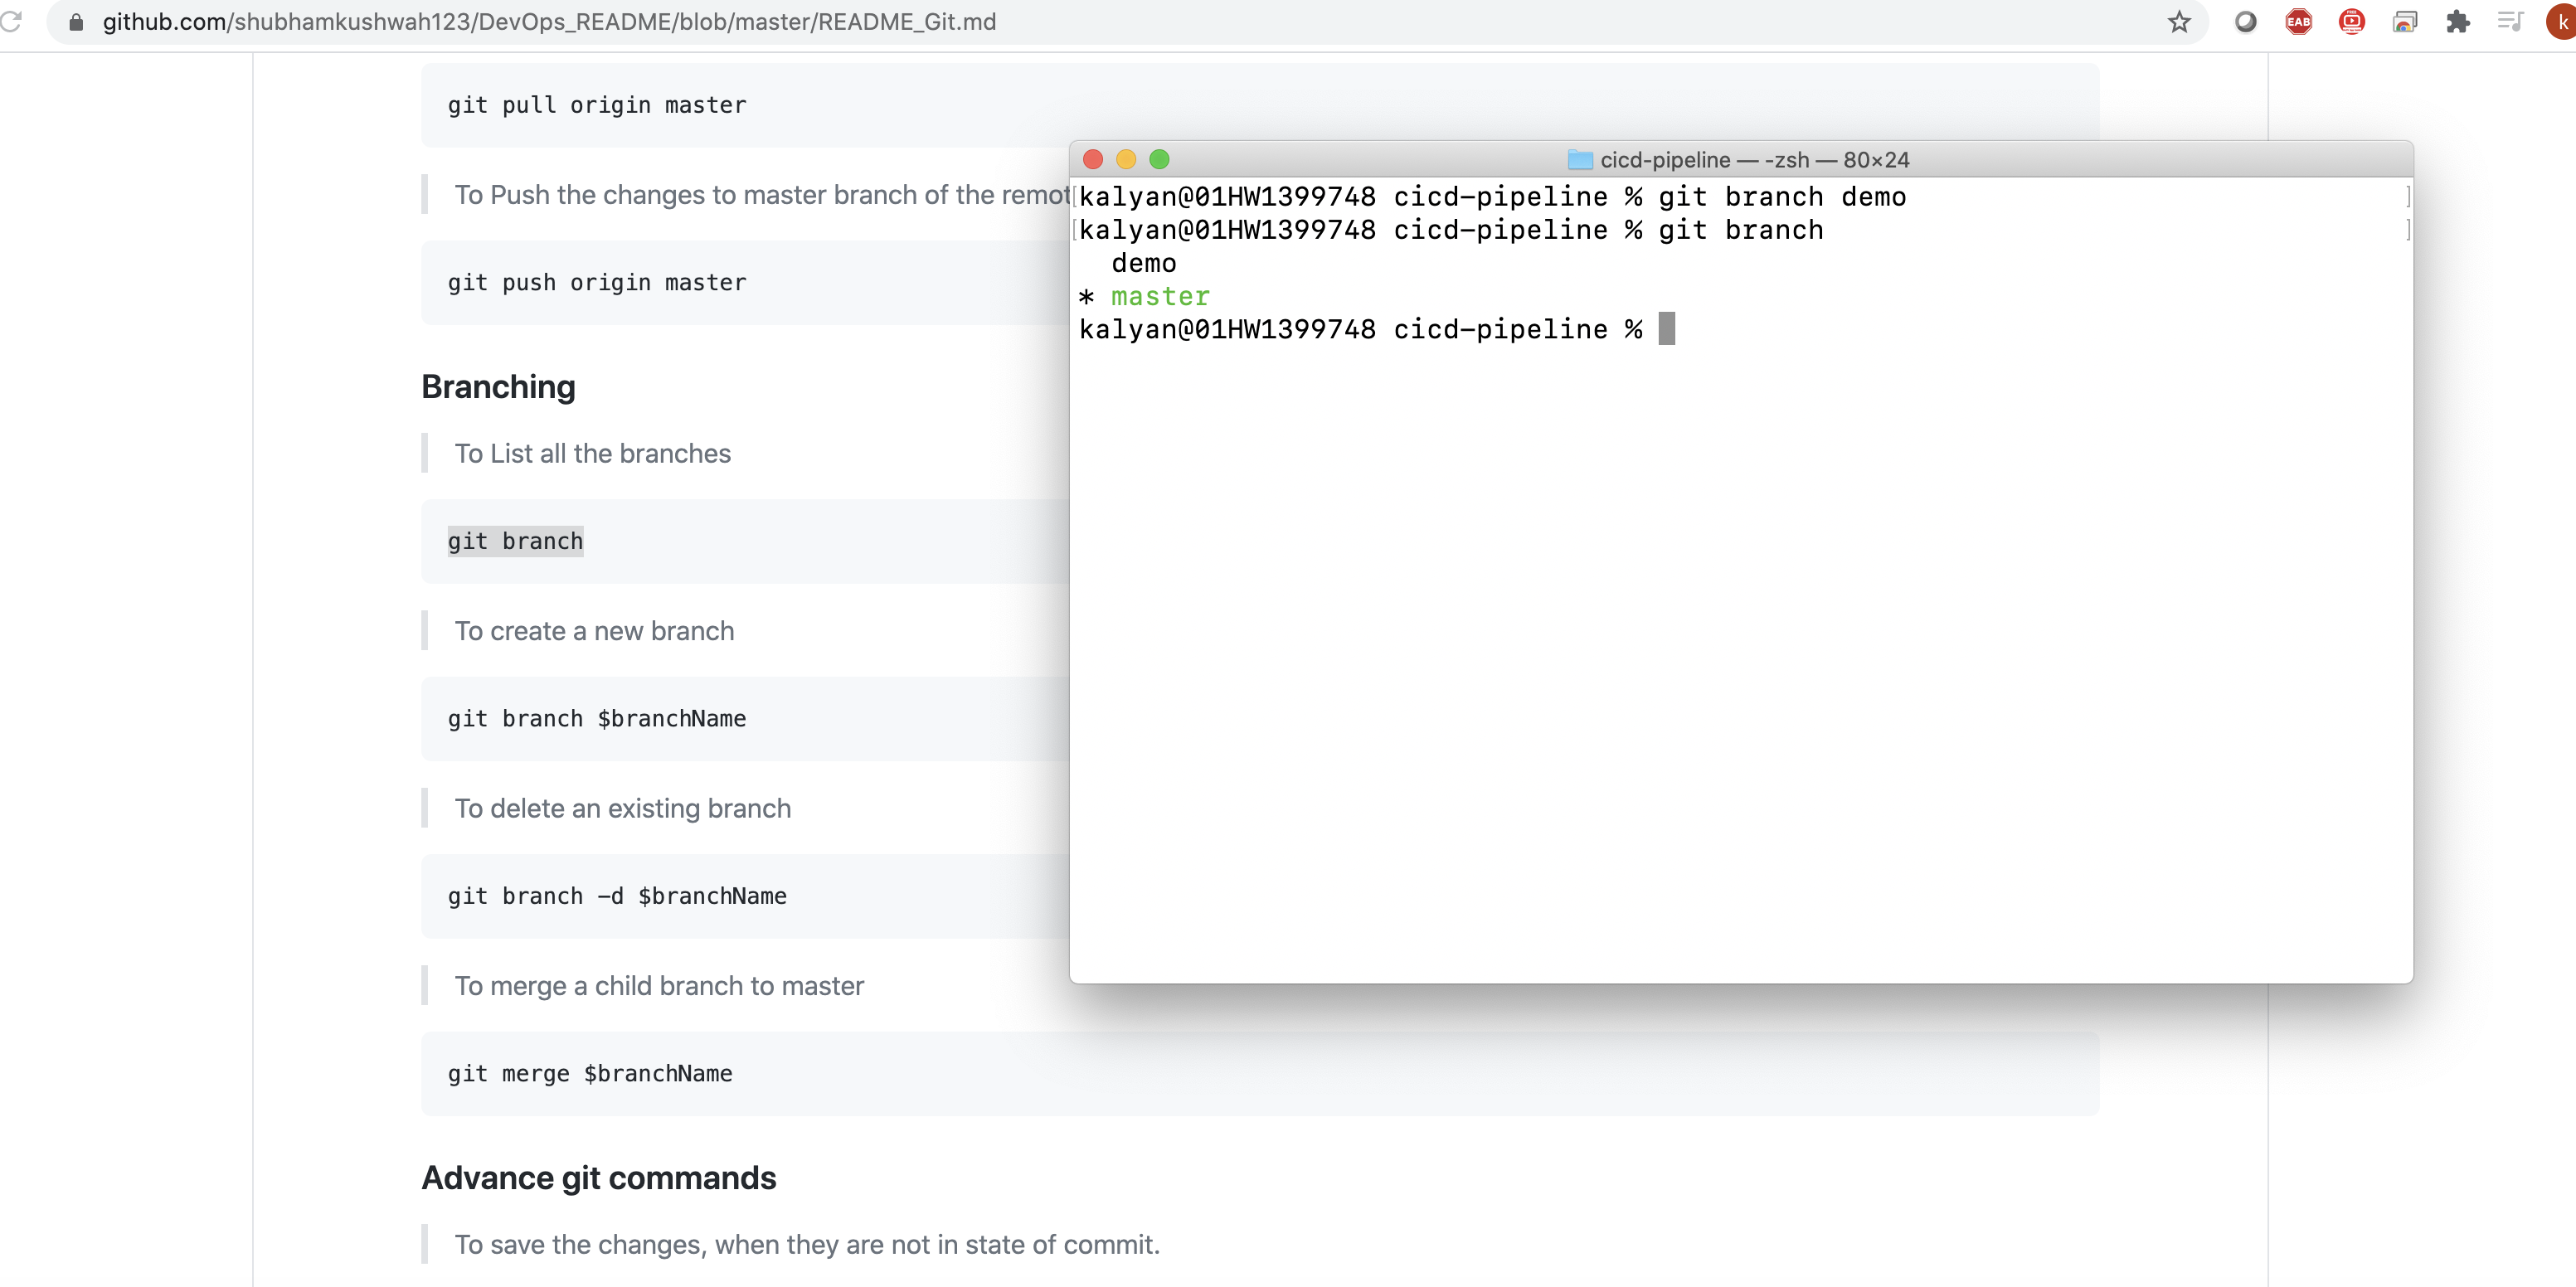 github.com/shubhamkushwah123/DevOps_README/blob/master/README_Git.md
EAB
k
git pull origin master
To Push the changes to master branch of the remot
git push origin master
Branching
To List all the branches
git branch
To create a new branch
git branch $branchName
To delete an existing branch
git branch -d $branchName
To merge a child branch to master
git merge $branchName
Advance git commands
To save the changes, when they are not in state of commit.
cicd-pipeline — -zsh — 80×24
[kalyan@01HW1399748 cicd-pipeline % git branch demo ]
[kalyan@01HW1399748 cicd-pipeline % git branch ]
demo
* master
kalyan@01HW1399748 cicd-pipeline %